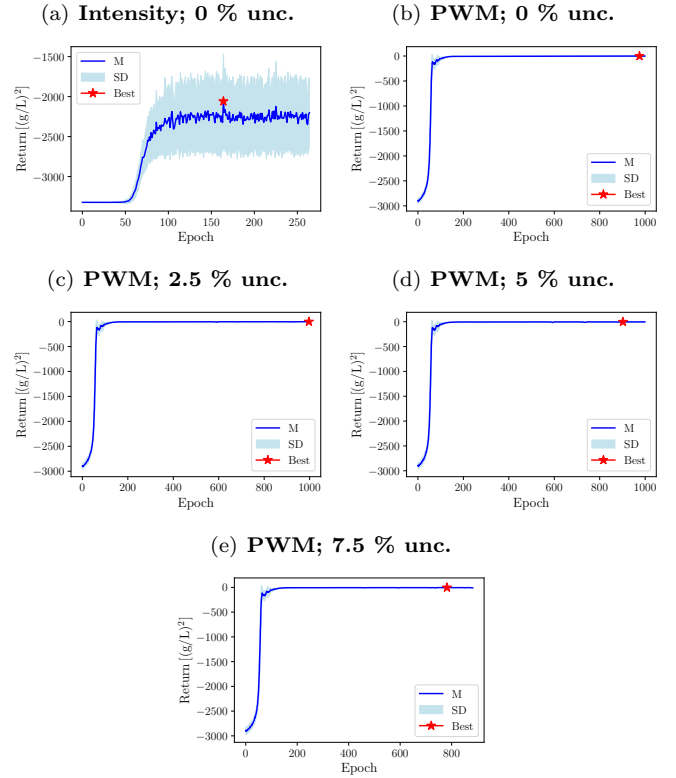 (a) Intensity; 0 % unc.
(b) PWM; 0 % unc.
Return [(g/L)²]
−1500
−2000
−2500
−3000
0 50 100 150 200 250
Epoch
M
SD
Best
Return [(g/L)²]
0
−500
−1000
−1500
−2000
−2500
−3000
0 200 400 600 800 1000
Epoch
M
SD
Best
(c) PWM; 2.5 % unc.
(d) PWM; 5 % unc.
Return [(g/L)²]
0
−500
−1000
−1500
−2000
−2500
−3000
0 200 400 600 800 1000
Epoch
M
SD
Best
Return [(g/L)²]
0
−500
−1000
−1500
−2000
−2500
−3000
0 200 400 600 800 1000
Epoch
M
SD
Best
(e) PWM; 7.5 % unc.
Return [(g/L)²]
0
−500
−1000
−1500
−2000
−2500
−3000
0 200 400 600 800
Epoch
M
SD
Best